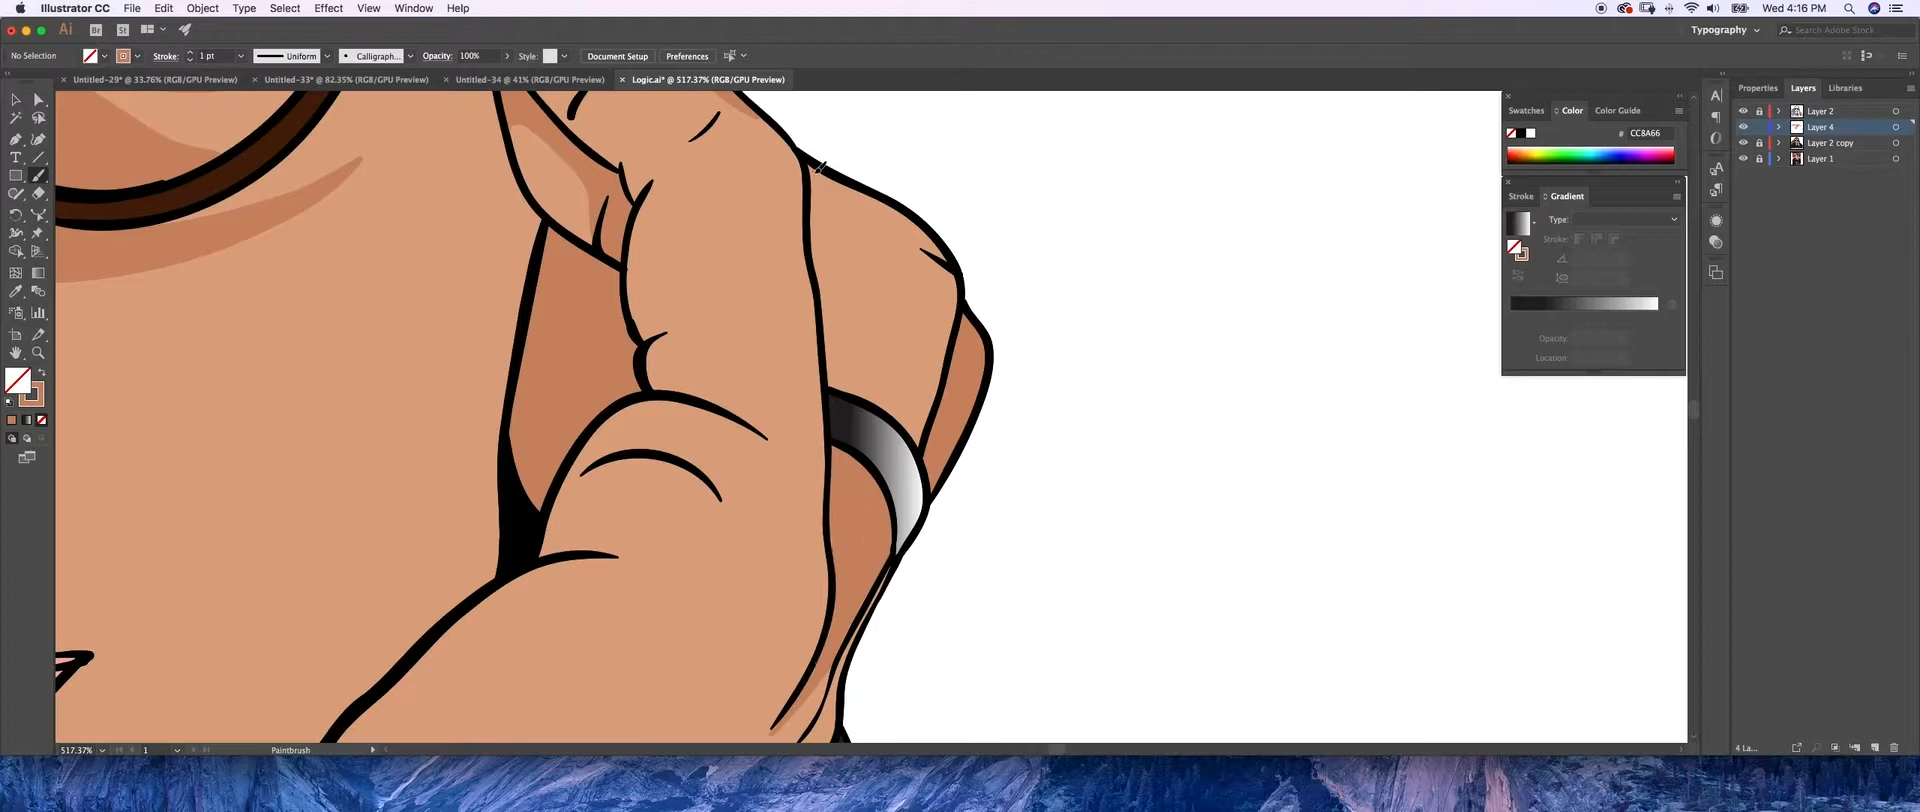 Illustrator CC File Edit Object Type Select Effect View Window Help Wed 4:16 PM
Ai Br St Typography Search Adobe Stock
No Selection Stroke: 1 pt Uniform Calligraph... Opacity: 100% Style: Document Setup Preferences
Untitled-29* @ 33.76% (RGB/GPU Preview) Untitled-33* @ 82.35% (RGB/GPU Preview) Untitled-34 @ 41% (RGB/GPU Preview) Logic.ai* @ 517.37% (RGB/GPU Preview)
Properties Layers Libraries
Swatches Color Color Guide
Layer 2
Layer 4
# CC8A66
Layer 2 copy
Layer 1
Stroke Gradient
Type:
Stroke:
Opacity:
Location:
517.37% 1 Paintbrush
4 La...